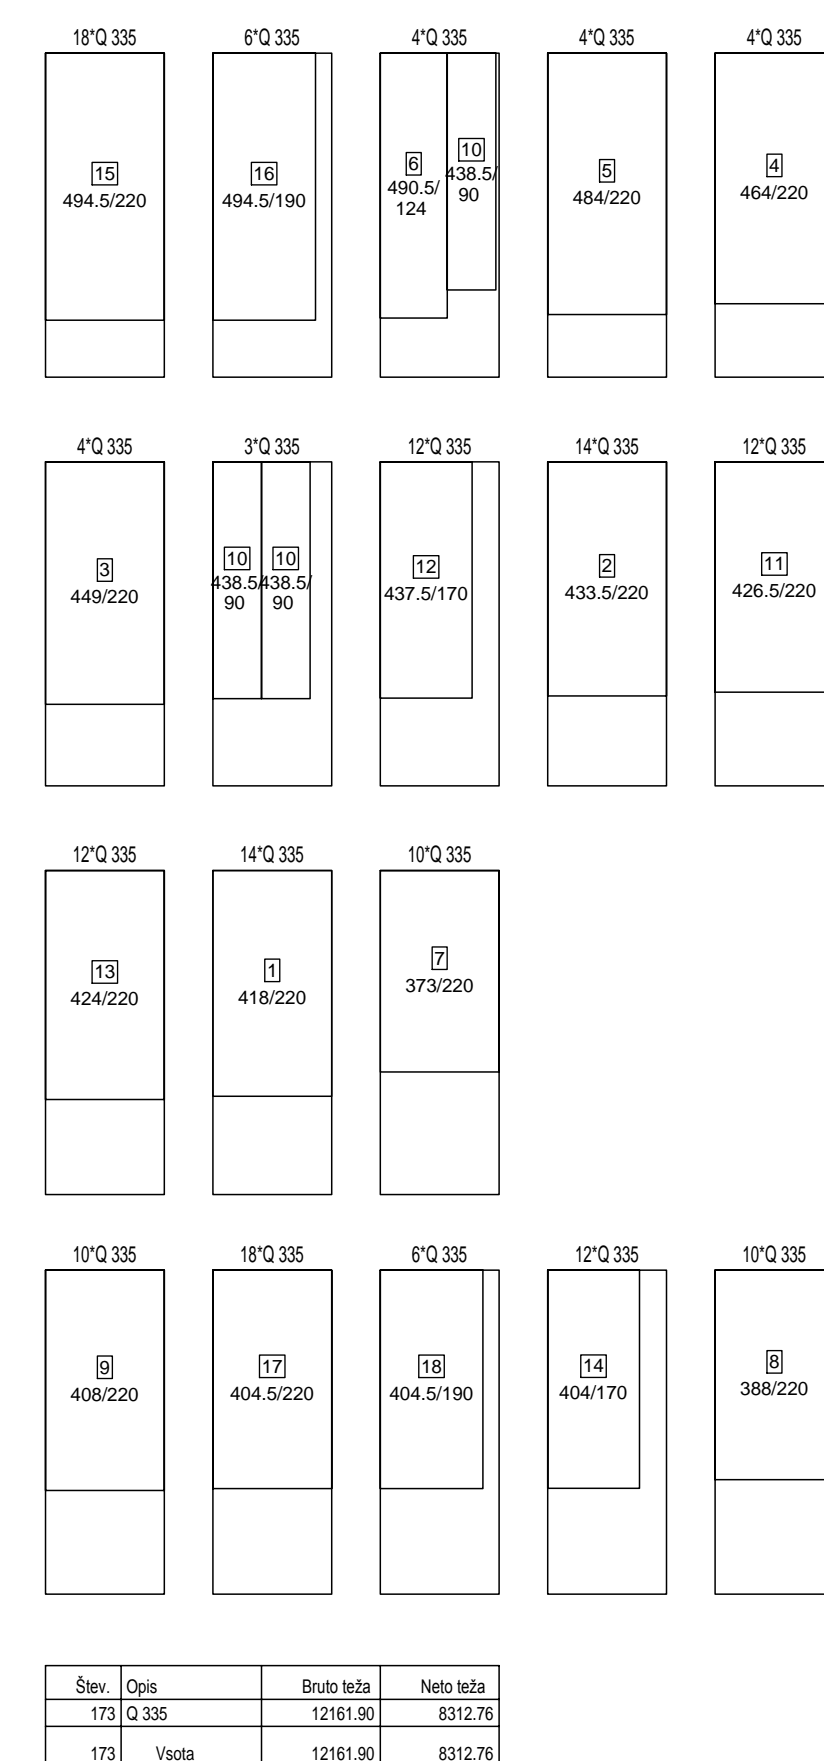 18*Q 335
6*Q 335
4*Q 335
4*Q 335
4*Q 335
15
494.5/220
16
494.5/190
6
490.5/
124
10
438.5/
90
5
484/220
4
464/220
4*Q 335
3*Q 335
12*Q 335
14*Q 335
12*Q 335
3
449/220
10
438.5/
90
10
438.5/
90
12
437.5/170
2
433.5/220
11
426.5/220
12*Q 335
14*Q 335
10*Q 335
13
424/220
1
418/220
7
373/220
10*Q 335
18*Q 335
6*Q 335
12*Q 335
10*Q 335
9
408/220
17
404.5/220
18
404.5/190
14
404/170
8
388/220
Štev. Opis Bruto teža Neto teža
173 Q 335 12161.90 8312.76
173 Vsota 12161.90 8312.76